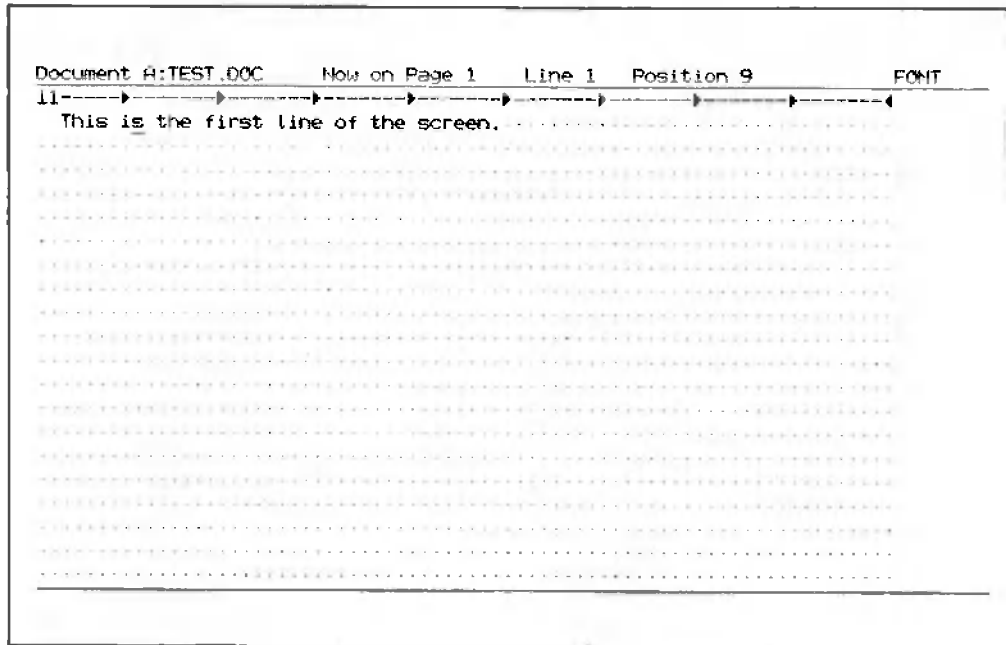 Document A:TEST.DOC Now on Page 1 Line 1 Position 9 FONT
11-----►---------►---------►---------►---------►---------►---------►---------►---------◄
This is the first line of the screen.